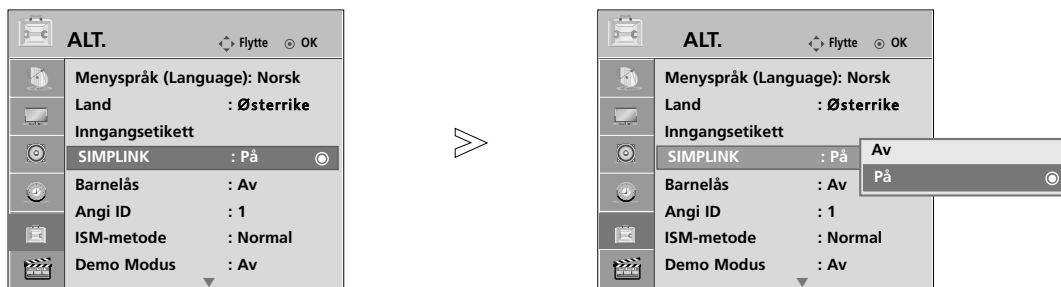 ALT.
Flytte OK
Menyspråk (Language): Norsk
Land : Østerrike
Inngangsetikett
SIMPLINK : På
Barnelås : Av
Angi ID : 1
ISM-metode : Normal
Demo Modus : Av
ALT.
Flytte OK
Menyspråk (Language): Norsk
Land : Østerrike
Inngangsetikett
SIMPLINK : På
Barnelås : Av
Angi ID : 1
ISM-metode : Normal
Demo Modus : Av
Av
På